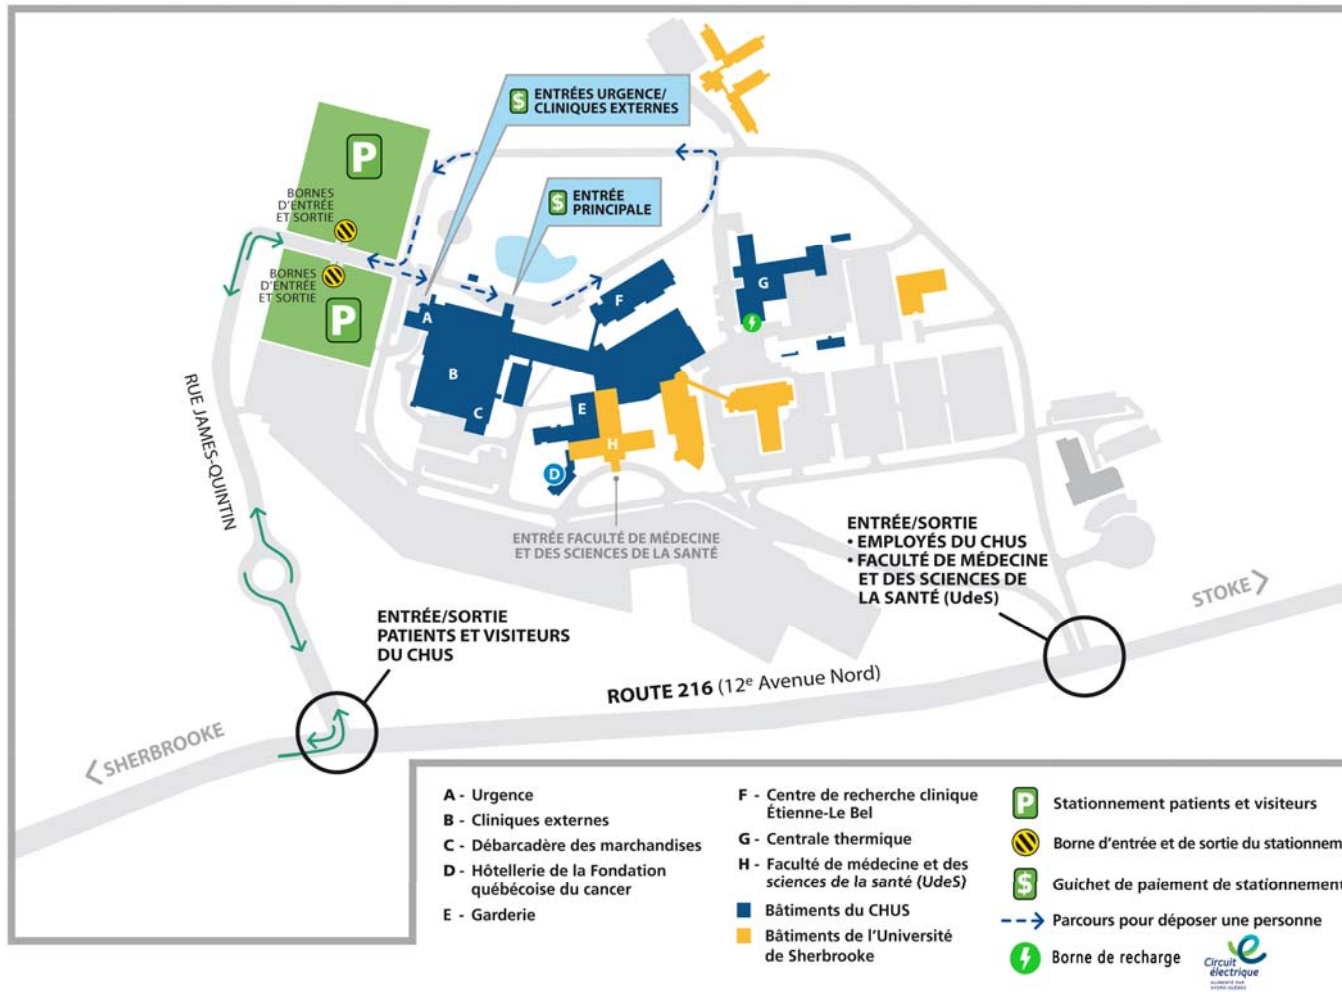 $ ENTRÉES URGENCE/
CLINIQUES EXTERNES
P
BORNES
D'ENTRÉE
ET SORTIE
$ ENTRÉE
PRINCIPALE
BORNES
D'ENTRÉE
ET SORTIE
P
A
B
C
D
E
F
G
H
RUE JAMES-QUINTIN
ENTRÉE FACULTÉ DE MÉDECINE
ET DES SCIENCES DE LA SANTÉ
ENTRÉE/SORTIE
• EMPLOYÉS DU CHUS
• FACULTÉ DE MÉDECINE
ET DES SCIENCES DE
LA SANTÉ (UdeS)
STOKE
ENTRÉE/SORTIE
PATIENTS ET VISITEURS
DU CHUS
ROUTE 216 (12e Avenue Nord)
SHERBROOKE
A - Urgence
B - Cliniques externes
C - Débarcadère des marchandises
D - Hôtellerie de la Fondation
québécoise du cancer
E - Garderie
F - Centre de recherche clinique
Étienne-Le Bel
G - Centrale thermique
H - Faculté de médecine et des
sciences de la santé (UdeS)
Bâtiments du CHUS
Bâtiments de l'Université
de Sherbrooke
P Stationnement patients et visiteurs
Borne d'entrée et de sortie du stationnem
$ Guichet de paiement de stationnement
Parcours pour déposer une personne
Borne de recharge
Circuit
électrique
ALIMENTÉ PAR
HYDRO-QUÉBEC